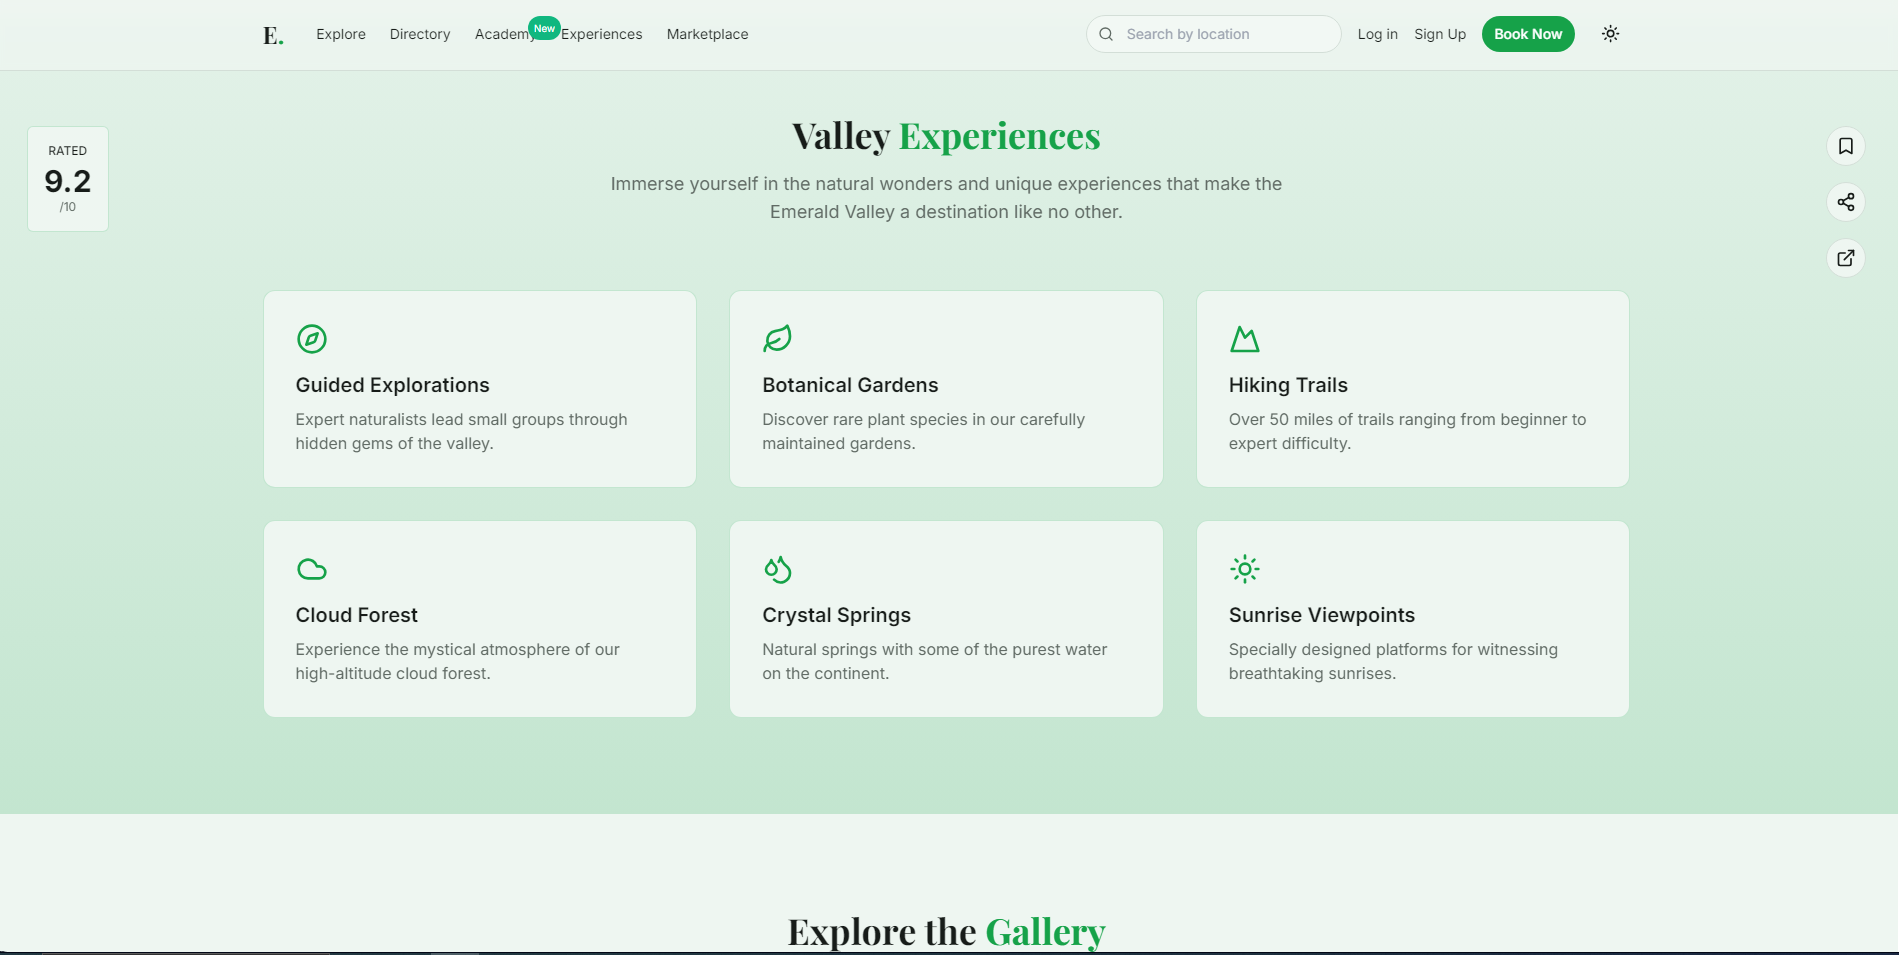 E.
Explore
Directory
Academy
New
Experiences
Marketplace
Search by location
Log in
Sign Up
Book Now
RATED
9.2
/10
Valley Experiences
Immerse yourself in the natural wonders and unique experiences that make the
Emerald Valley a destination like no other.
Guided Explorations
Expert naturalists lead small groups through
hidden gems of the valley.
Botanical Gardens
Discover rare plant species in our carefully
maintained gardens.
Hiking Trails
Over 50 miles of trails ranging from beginner to
expert difficulty.
Cloud Forest
Experience the mystical atmosphere of our
high-altitude cloud forest.
Crystal Springs
Natural springs with some of the purest water
on the continent.
Sunrise Viewpoints
Specially designed platforms for witnessing
breathtaking sunrises.
Explore the Gallery